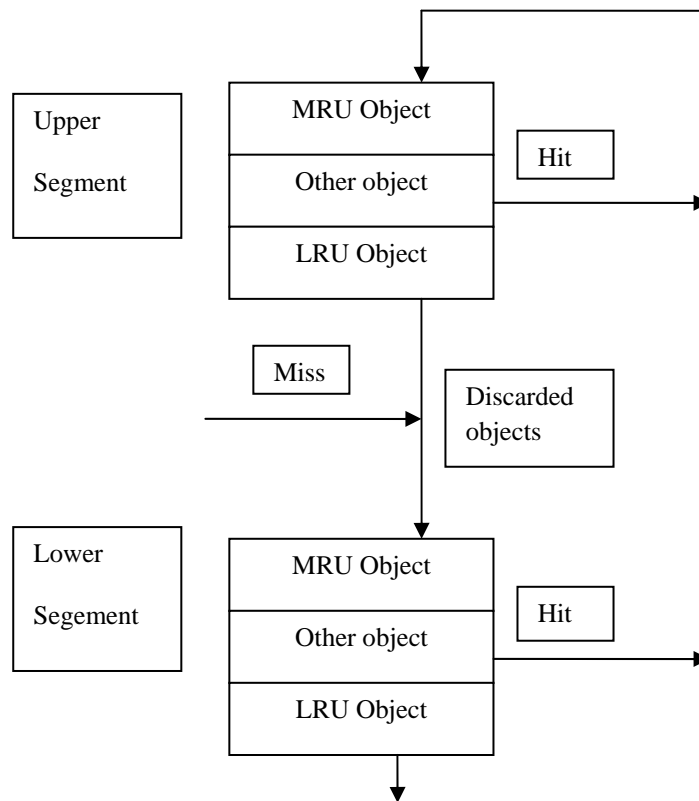 MRU Object
Upper
Segment
Other object
Hit
LRU Object
Miss
Discarded
objects
MRU Object
Lower
Segement
Other object
Hit
LRU Object